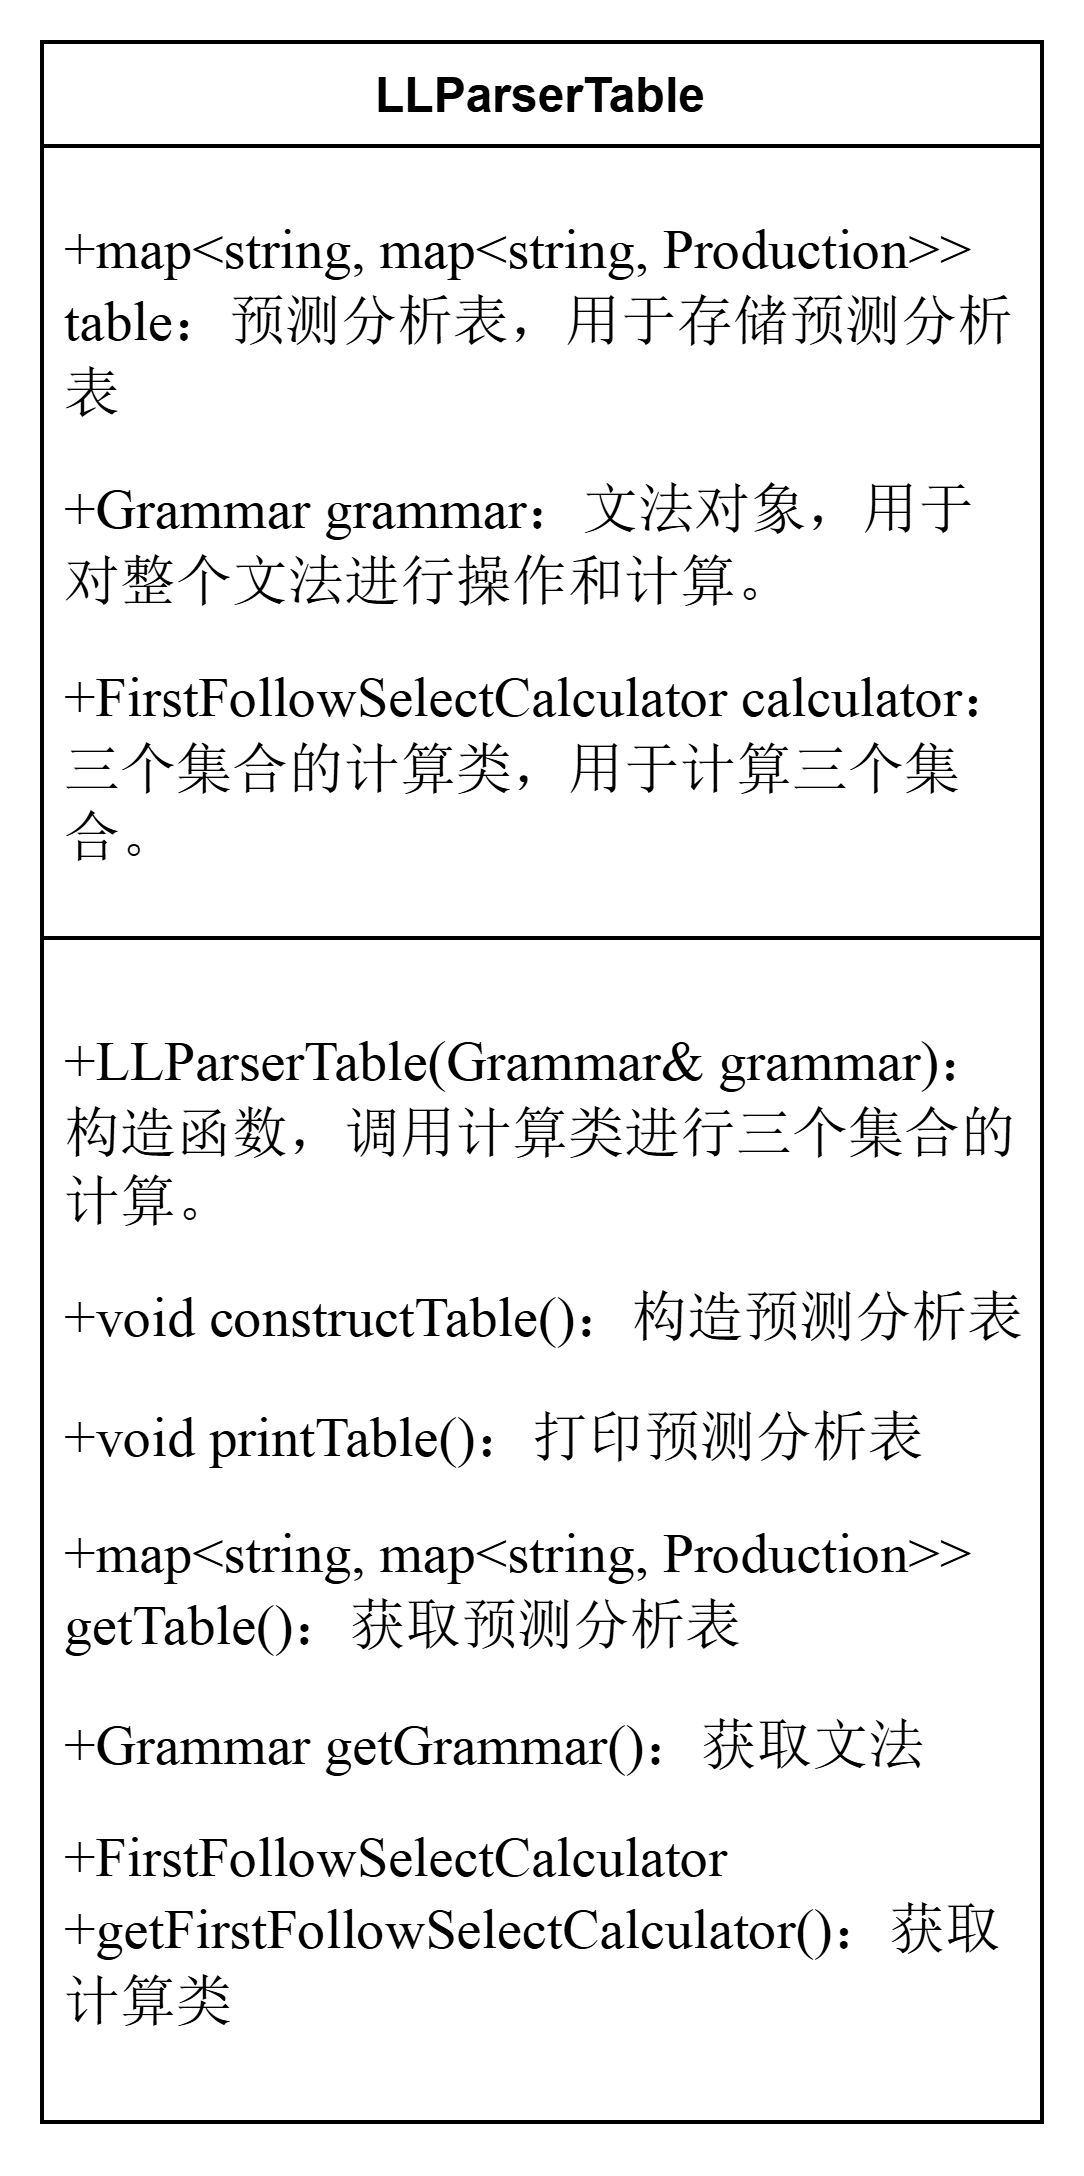 LLParserTable
+map<string, map<string, Production>>
table：预测分析表，用于存储预测分析
表
+Grammar grammar：文法对象，用于
对整个文法进行操作和计算。
+FirstFollowSelectCalculator calculator：
三个集合的计算类，用于计算三个集
合。
+LLParserTable(Grammar& grammar)：
构造函数，调用计算类进行三个集合的
计算。
+void constructTable()：构造预测分析表
+void printTable()：打印预测分析表
+map<string, map<string, Production>>
getTable()：获取预测分析表
+Grammar getGrammar()：获取文法
+FirstFollowSelectCalculator
+getFirstFollowSelectCalculator()：获取
计算类